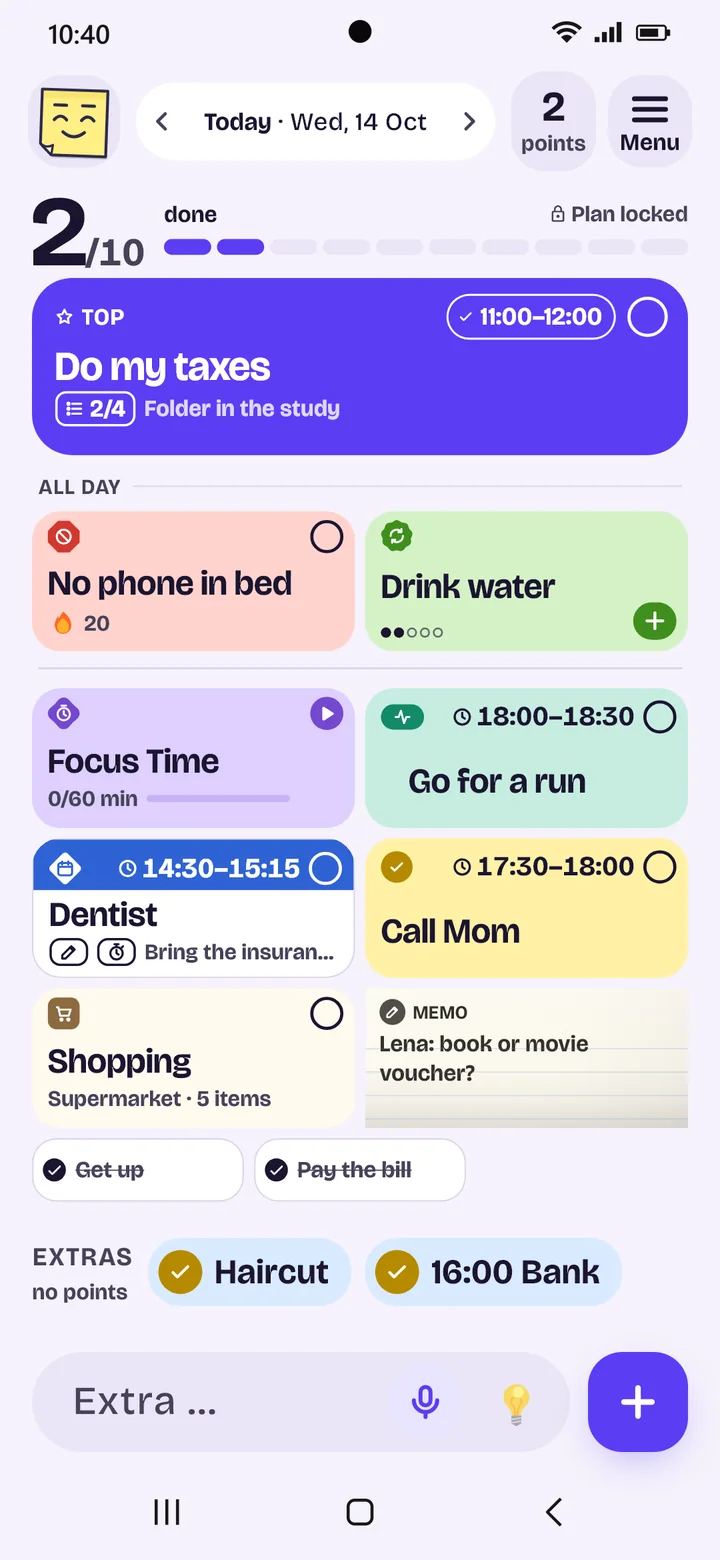 10:40
Today · Wed, 14 Oct
2
points
Menu
2/10
done
Plan locked
TOP
11:00–12:00
Do my taxes
2/4
Folder in the study
ALL DAY
No phone in bed
20
Drink water
Focus Time
0/60 min
18:00–18:30
Go for a run
14:30–15:15
Dentist
Bring the insuran...
17:30–18:00
Call Mom
Shopping
Supermarket · 5 items
MEMO
Lena: book or movie
voucher?
Get up
Pay the bill
EXTRAS
no points
Haircut
16:00 Bank
Extra ...